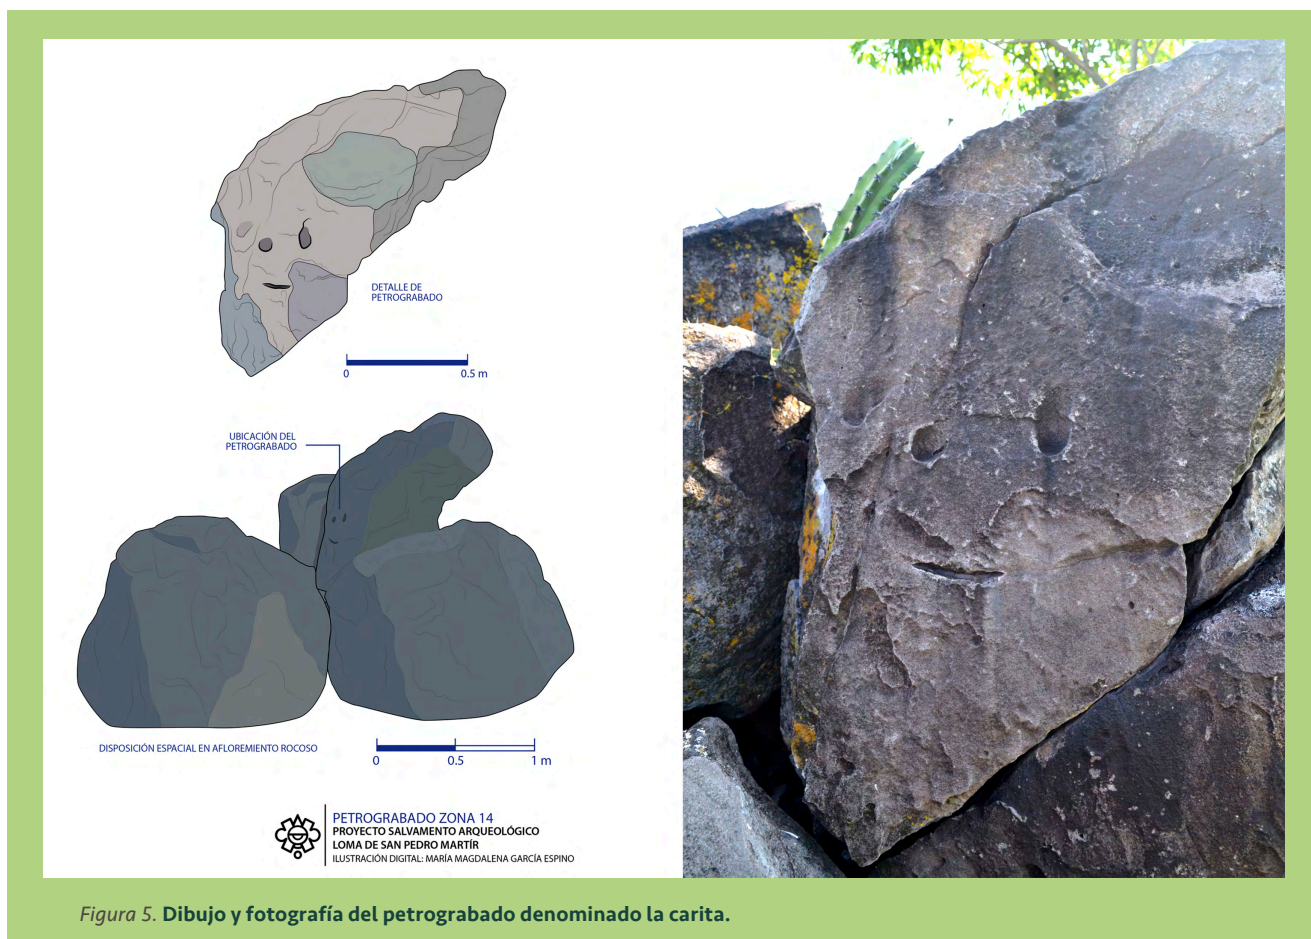 DETALLE DE
PETROGRABADO
0 0.5 m
UBICACIÓN DEL
PETROGRABADO
DISPOSICIÓN ESPACIAL EN AFLOREMIENTO ROCOSO
0 0.5 1 m
PETROGRABADO ZONA 14
PROYECTO SALVAMENTO ARQUEOLÓGICO
LOMA DE SAN PEDRO MARTÍR
ILUSTRACIÓN DIGITAL: MARÍA MAGDALENA GARCÍA ESPINO
Figura 5. Dibujo y fotografía del petrograbado denominado la carita.